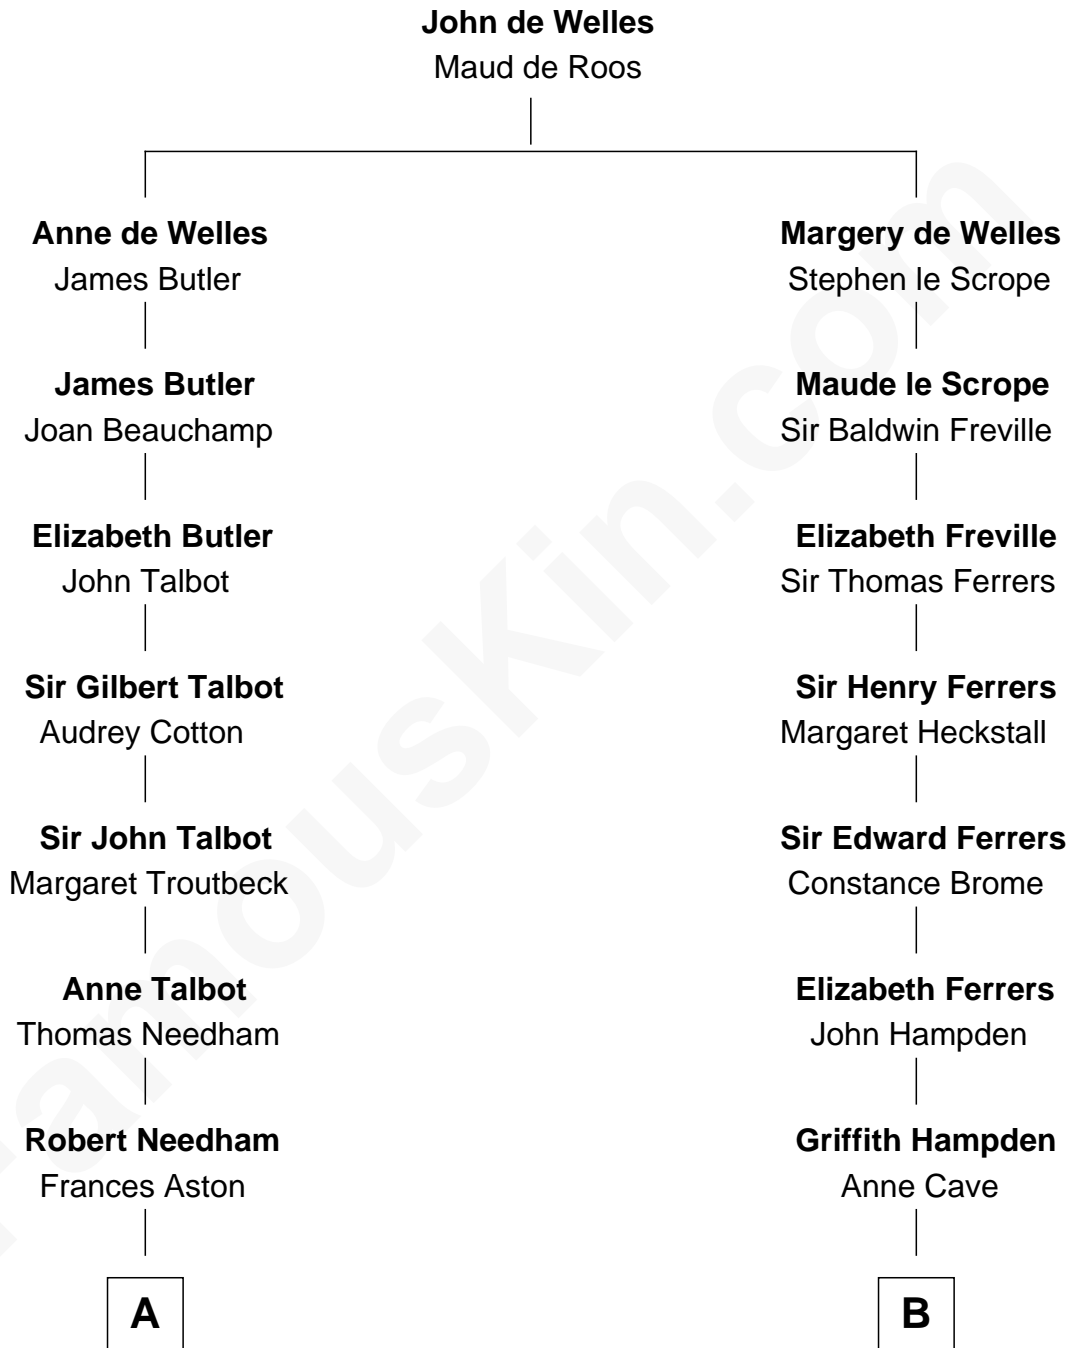 John de Welles
Maud de Roos
Anne de Welles
James Butler
James Butler
Joan Beauchamp
Elizabeth Butler
John Talbot
Sir Gilbert Talbot
Audrey Cotton
Sir John Talbot
Margaret Troutbeck
Anne Talbot
Thomas Needham
Robert Needham
Frances Aston
A
Margery de Welles
Stephen le Scrope
Maude le Scrope
Sir Baldwin Freville
Elizabeth Freville
Sir Thomas Ferrers
Sir Henry Ferrers
Margaret Heckstall
Sir Edward Ferrers
Constance Brome
Elizabeth Ferrers
John Hampden
Griffith Hampden
Anne Cave
B
FamousKin.com